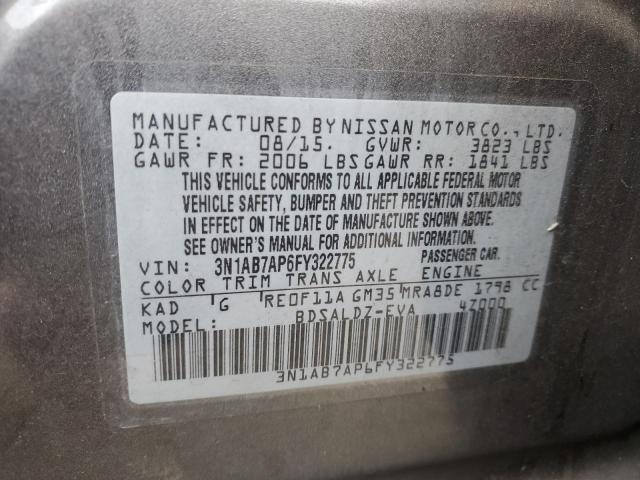 MANUFACTURED BY NISSAN MOTOR CO., LTD.
DATE: 08/15. GVWR: 3823 LBS
GAWR FR: 2006 LBS GAWR RR: 1841 LBS
THIS VEHICLE CONFORMS TO ALL APPLICABLE FEDERAL MOTOR
VEHICLE SAFETY, BUMPER AND THEFT PREVENTION STANDARDS
IN EFFECT ON THE DATE OF MANUFACTURE SHOWN ABOVE.
SEE OWNER'S MANUAL FOR ADDITIONAL INFORMATION.
VIN: 3N1AB7AP6FY322775 PASSENGER CAR.
COLOR TRIM TRANS AXLE ENGINE
KAD G RE0F11A GM35 MRA8DE 1798 CC
MODEL: BDSALDZ-EVA 4Z000
3N1AB7AP6FY322775